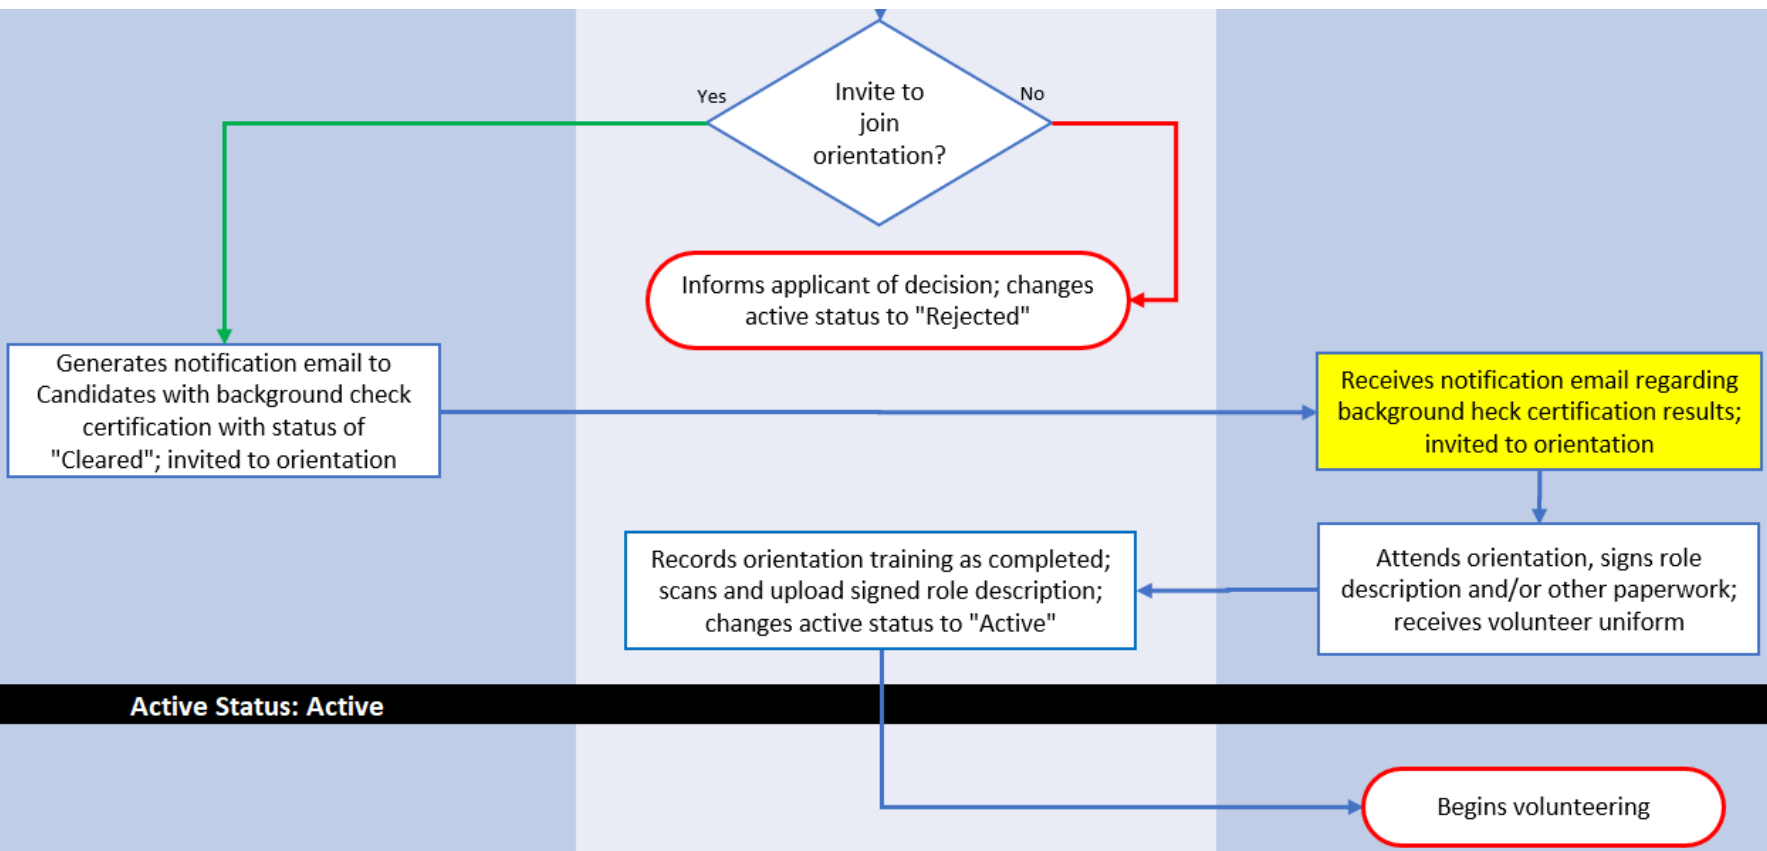 Invite to
join
orientation?
Yes
No
Informs applicant of decision; changes
active status to "Rejected"
Generates notification email to
Candidates with background check
certification with status of
"Cleared"; invited to orientation
Receives notification email regarding
background heck certification results;
invited to orientation
Records orientation training as completed;
scans and upload signed role description;
changes active status to "Active"
Attends orientation, signs role
description and/or other paperwork;
receives volunteer uniform
Active Status: Active
Begins volunteering